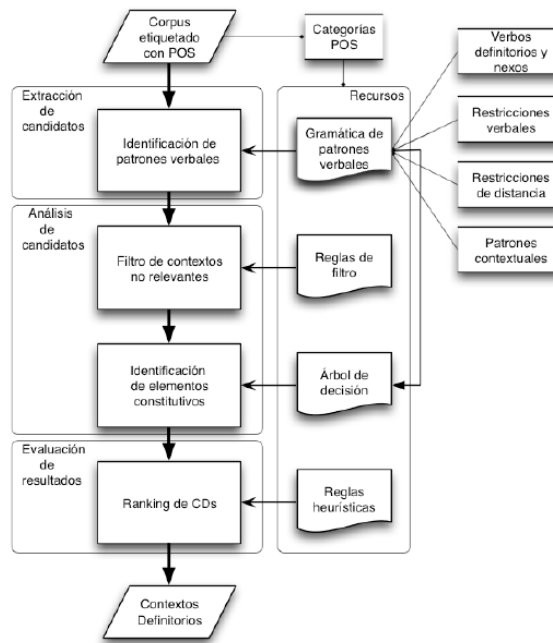 Corpus
etiquetado
con POS
Categorías
POS
Verbos
definitorios y
nexos
Extracción
de
candidatos
Recursos
Identificación de
patrones verbales
Gramática de
patrones
verbales
Restricciones
verbales
Restricciones
de distancia
Análisis
de
candidatos
Patrones
contextuales
Filtro de contextos
no relevantes
Reglas de
filtro
Identificación
de elementos
constitutivos
Árbol de
decisión
Evaluación
de
resultados
Ranking de CDs
Reglas
heurísticas
Contextos
Definitorios